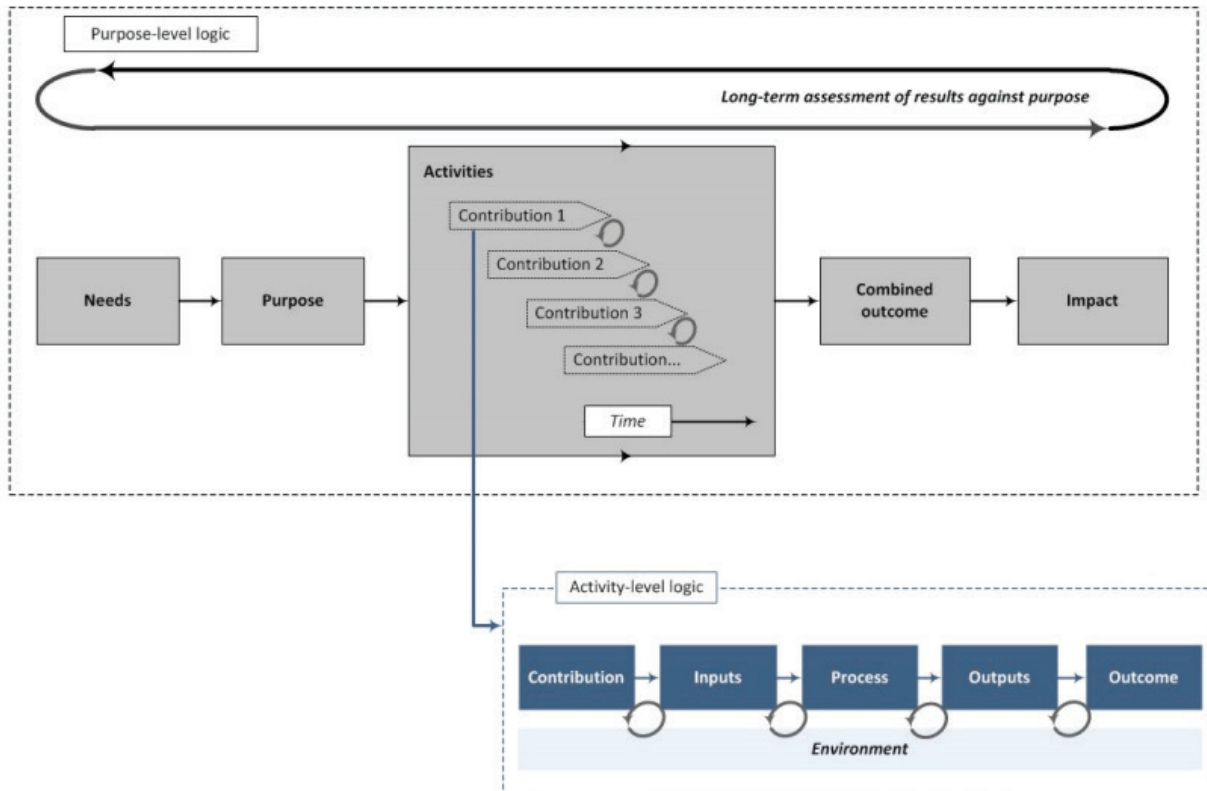 Purpose-level logic
Long-term assessment of results against purpose
Activities
Contribution 1
Contribution 2
Contribution 3
Contribution...
Time
Needs
Purpose
Combined
outcome
Impact
Activity-level logic
Contribution
Inputs
Process
Outputs
Outcome
Environment